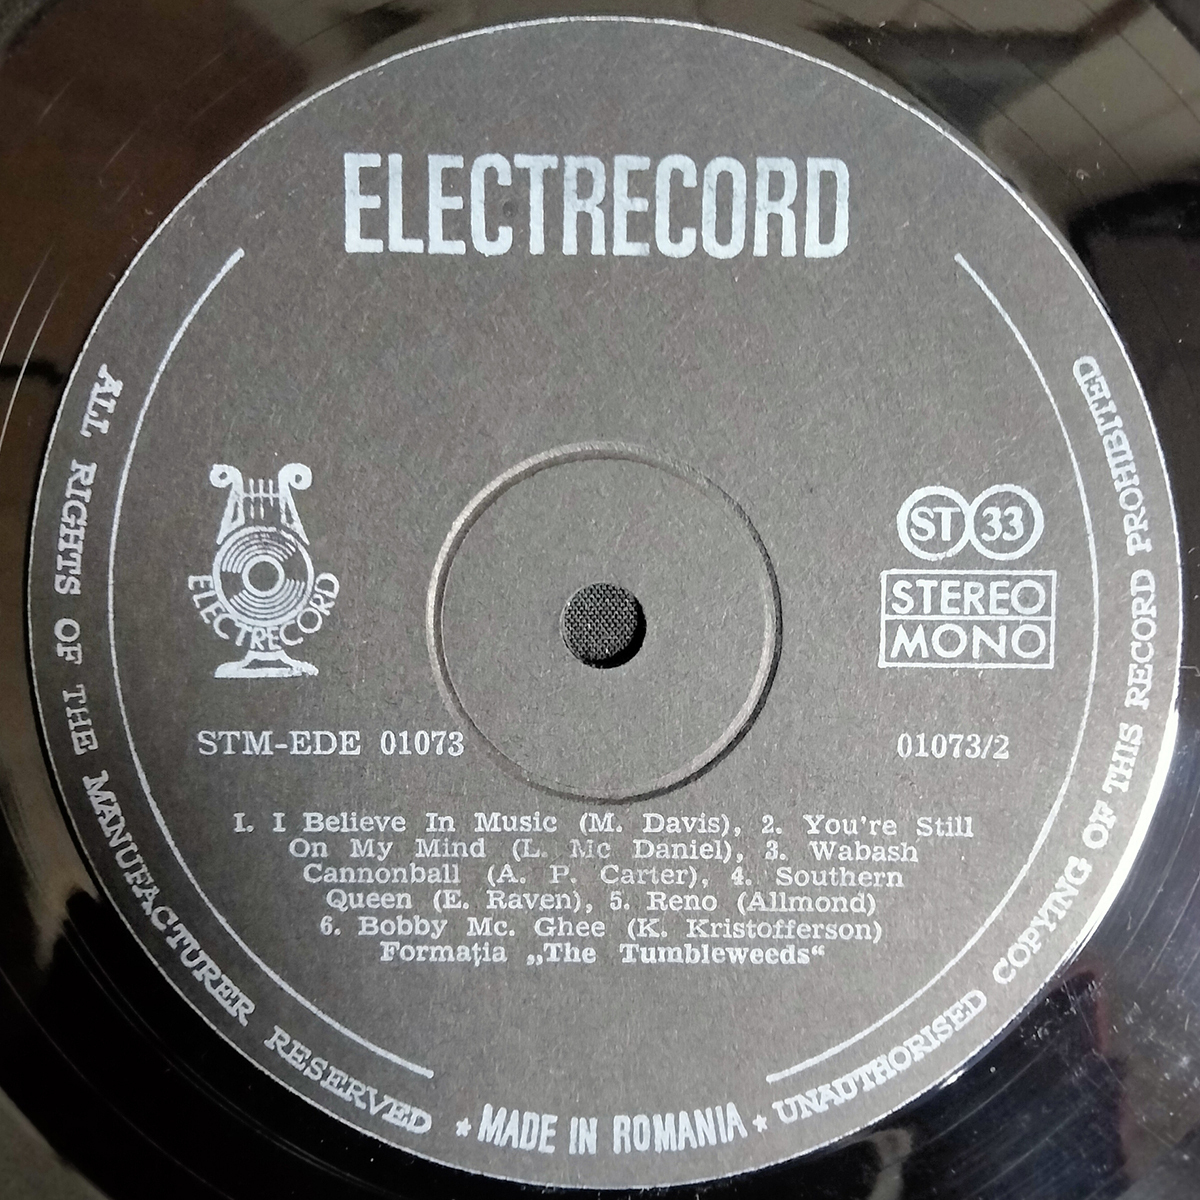 ELECTRECORD
ALL RIGHTS OF THE MANUFACTURER RESERVED
ELECTRECORD
ST 33
STEREO
MONO
STM-EDE 01073
01073/2
1. I Believe In Music (M. Davis), 2. You're Still
On My Mind (L. Mc Daniel), 3. Wabash
Cannonball (A. P. Carter), 4. Southern
Queen (E. Raven), 5. Reno (Allmond)
6. Bobby Mc. Ghee (K. Kristofferson)
Formaţia „The Tumbleweeds“
* MADE IN ROMANIA *
UNAUTHORISED COPYING OF THIS RECORD PROHIBITED